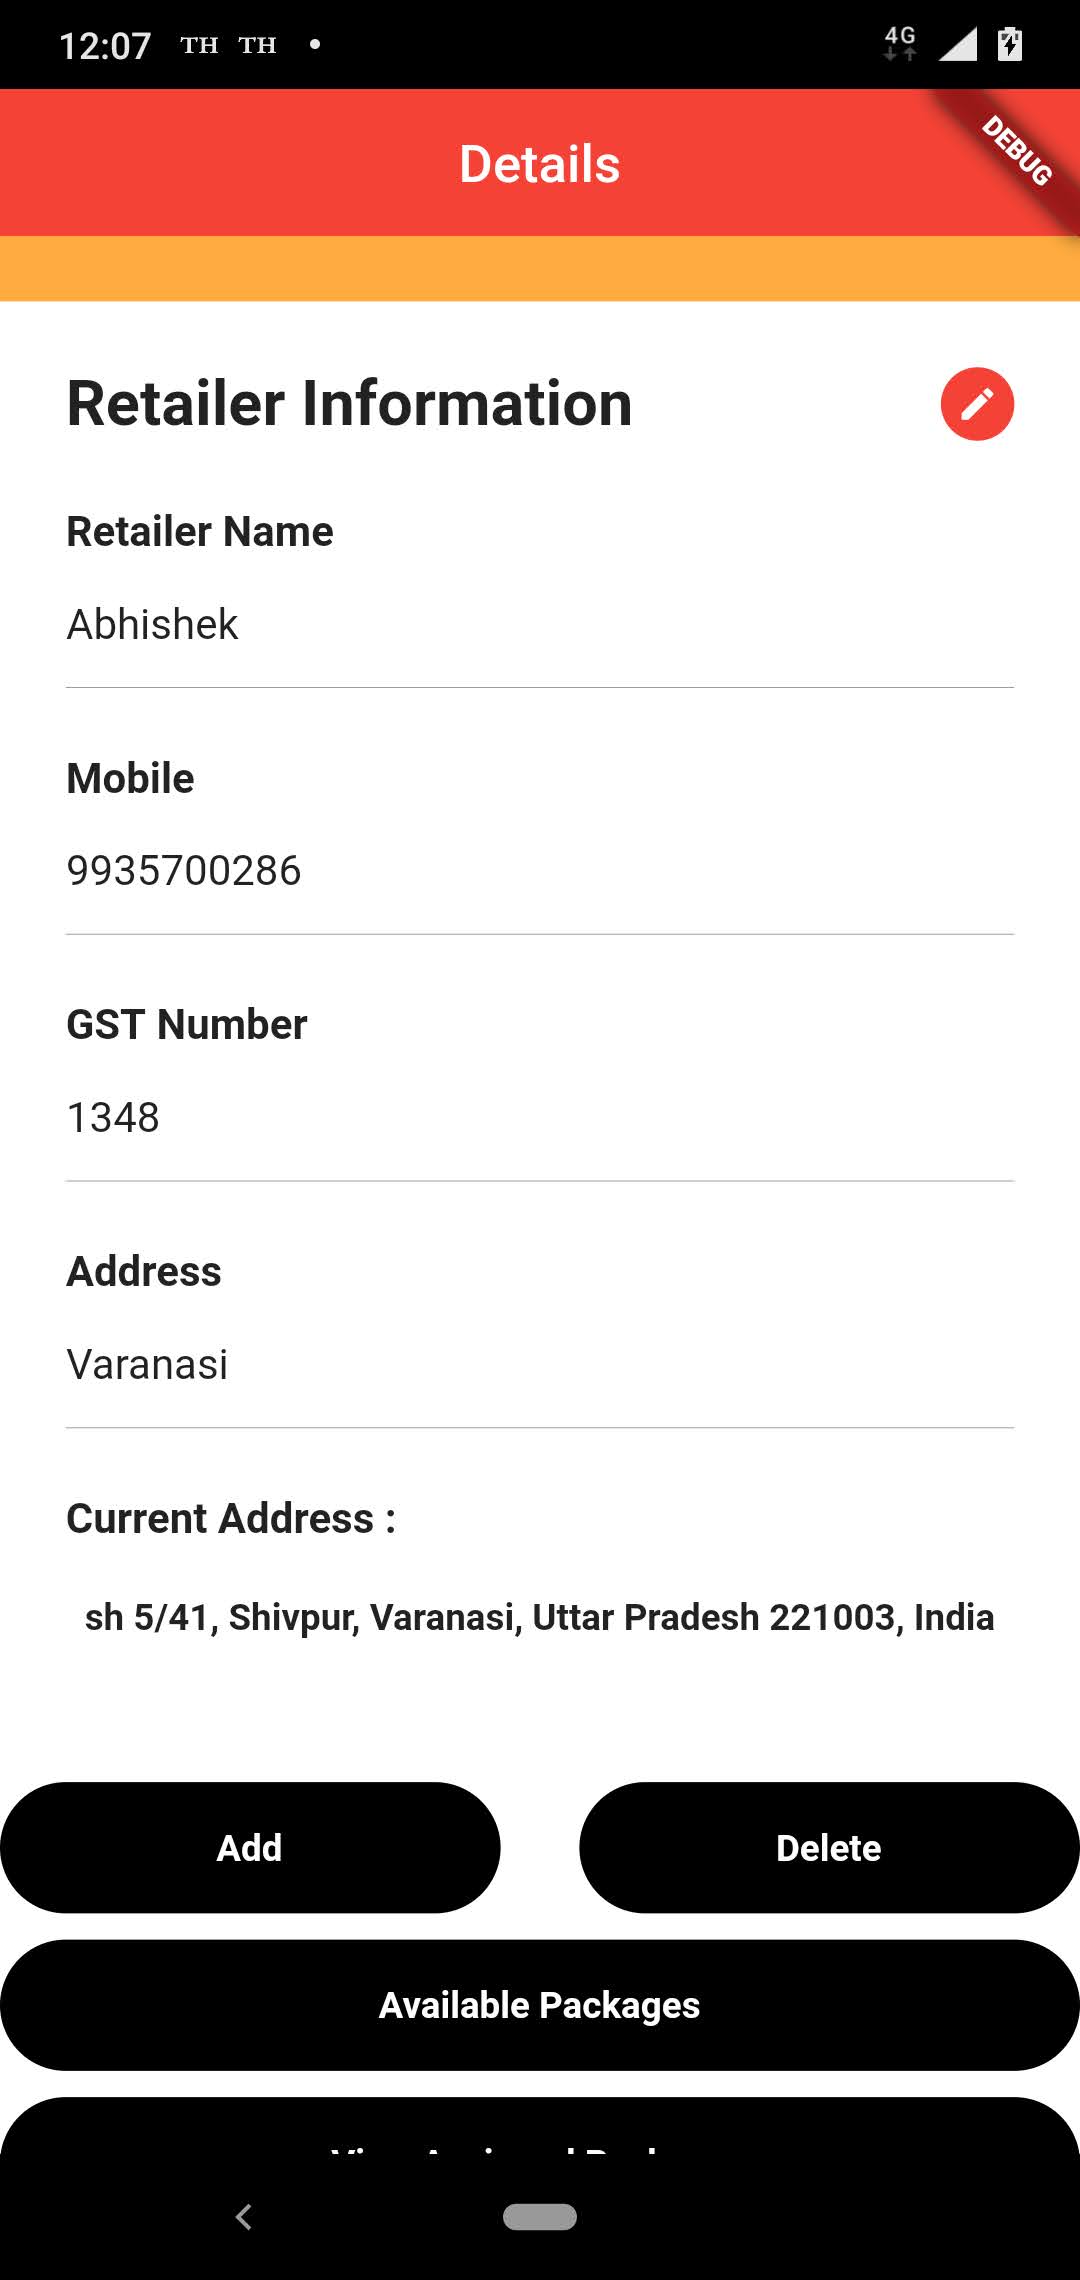 12:07 TH TH
4G
Details
DEBUG
Retailer Information
Retailer Name
Abhishek
Mobile
9935700286
GST Number
1348
Address
Varanasi
Current Address :
sh 5/41, Shivpur, Varanasi, Uttar Pradesh 221003, India
Add
Delete
Available Packages